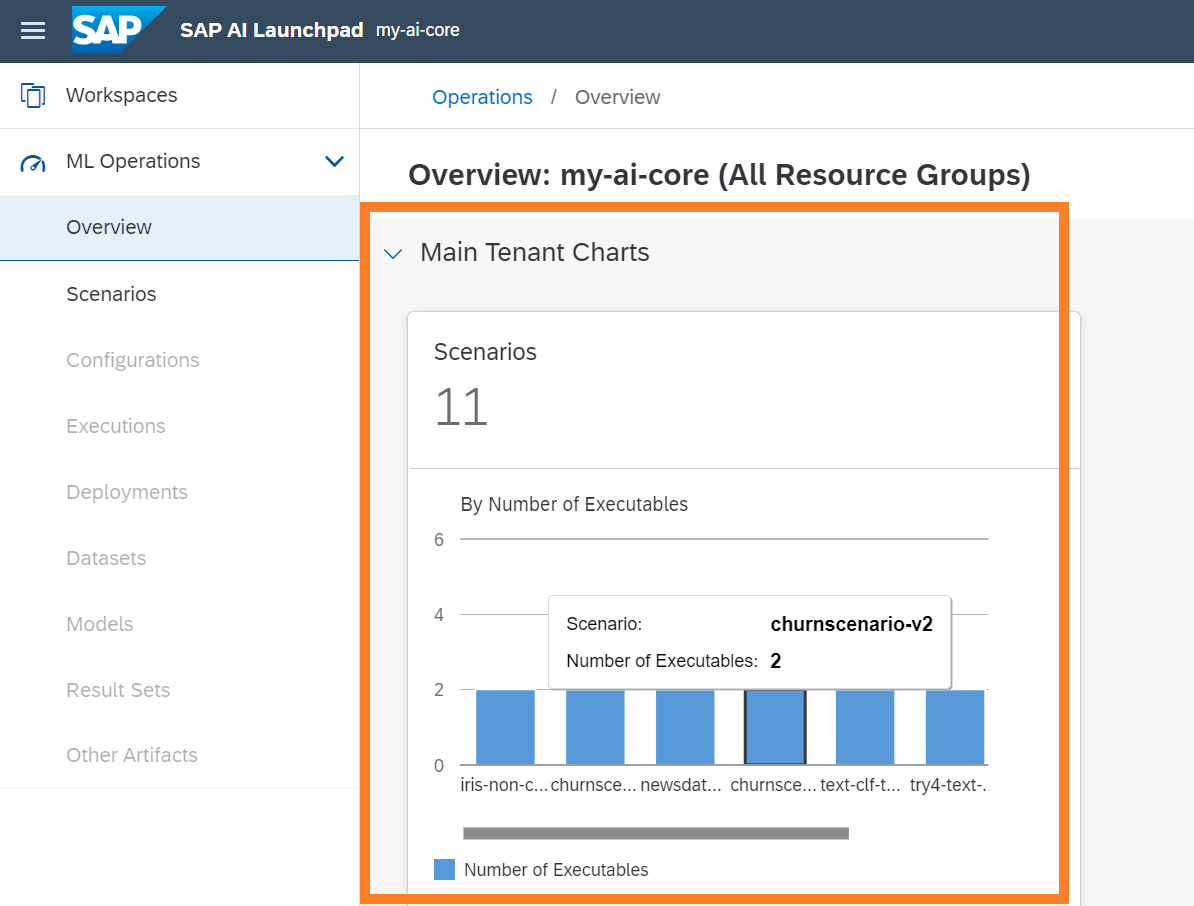 SAP SAP AI Launchpad my-ai-core
Workspaces
ML Operations
Overview
Scenarios
Configurations
Executions
Deployments
Datasets
Models
Result Sets
Other Artifacts
Operations / Overview
Overview: my-ai-core (All Resource Groups)
Main Tenant Charts
Scenarios
11
By Number of Executables
6
4
2
0
Scenario: churnscenario-v2
Number of Executables: 2
iris-non-c... churnsce... newsdat... churnsce... text-clf-t... try4-text-.
Number of Executables